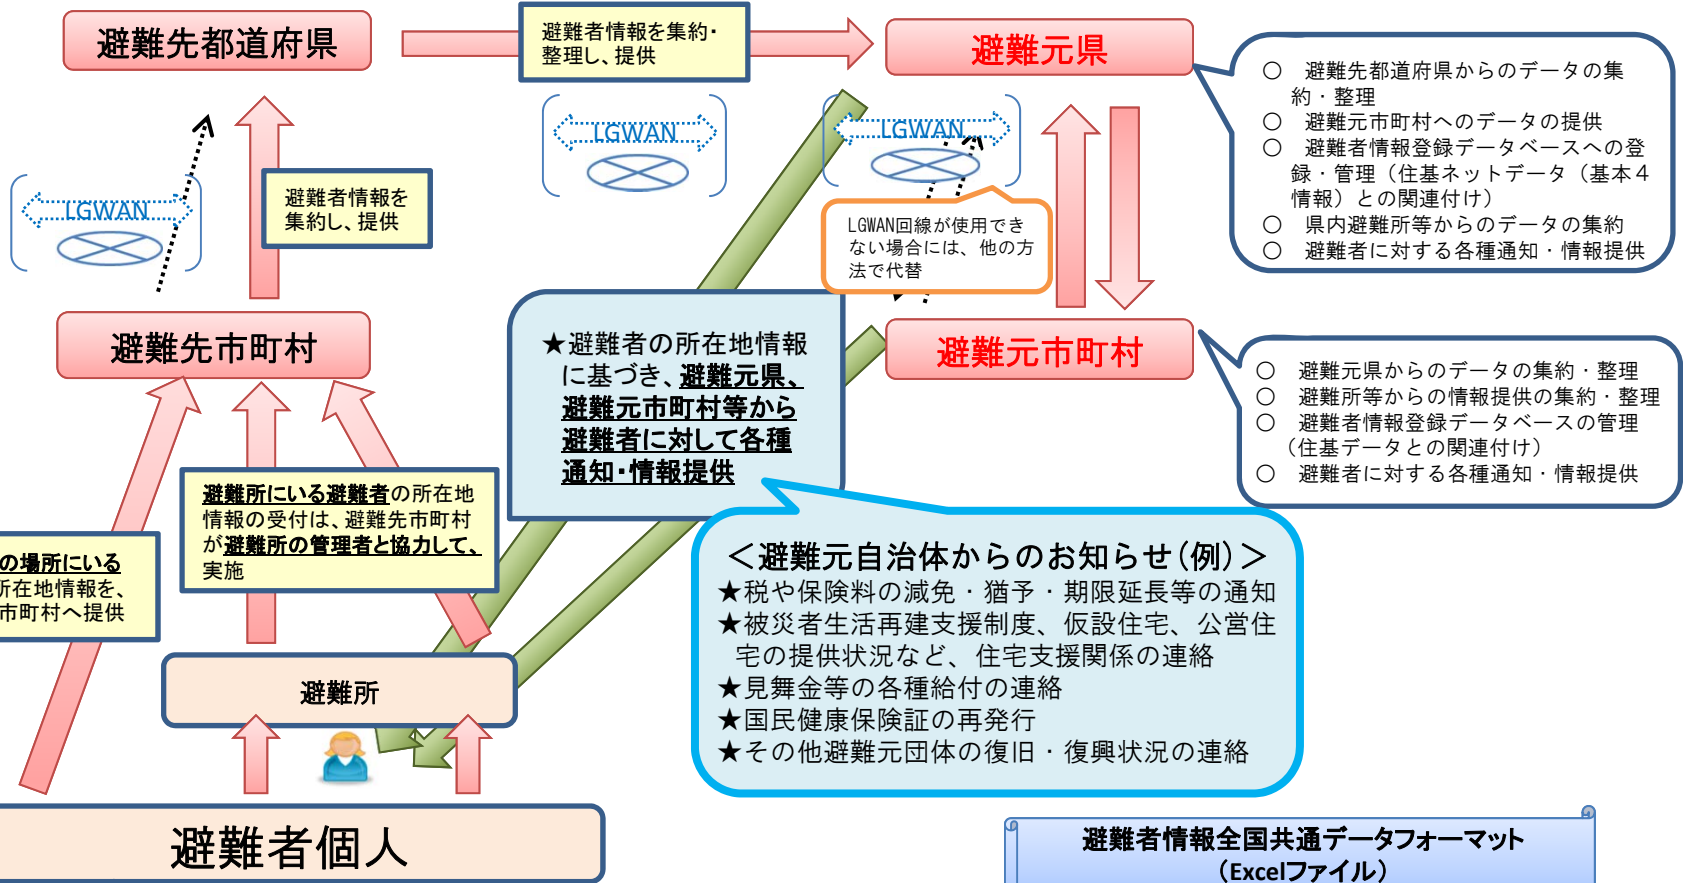 避難先都道府県
避難者情報を集約・
整理し、提供
避難元県
○　避難先都道府県からのデータの集
約・整理
○　避難元市町村へのデータの提供
○　避難者情報登録データベースへの登
録・管理（住基ネットデータ（基本４
情報）との関連付け）
○　県内避難所等からのデータの集約
○　避難者に対する各種通知・情報提供
LGWAN
LGWAN
LGWAN
避難者情報を
集約し、提供
LGWAN回線が使用でき
ない場合には、他の方
法で代替
避難先市町村
★避難者の所在地情報
に基づき、避難元県、
避難元市町村等から
避難者に対して各種
通知・情報提供
避難元市町村
○　避難元県からのデータの集約・整理
○　避難所等からの情報提供の集約・整理
○　避難者情報登録データベースの管理
（住基データとの関連付け）
○　避難者に対する各種通知・情報提供
の場所にいる
所在地情報を、
市町村へ提供
避難所にいる避難者の所在地
情報の受付は、避難先市町村
が避難所の管理者と協力して、
実施
＜避難元自治体からのお知らせ（例）＞
★税や保険料の減免・猶予・期限延長等の通知
★被災者生活再建支援制度、仮設住宅、公営住
宅の提供状況など、住宅支援関係の連絡
★見舞金等の各種給付の連絡
★国民健康保険証の再発行
★その他避難元団体の復旧・復興状況の連絡
避難所
避難者個人
避難者情報全国共通データフォーマット
（Excelファイル）